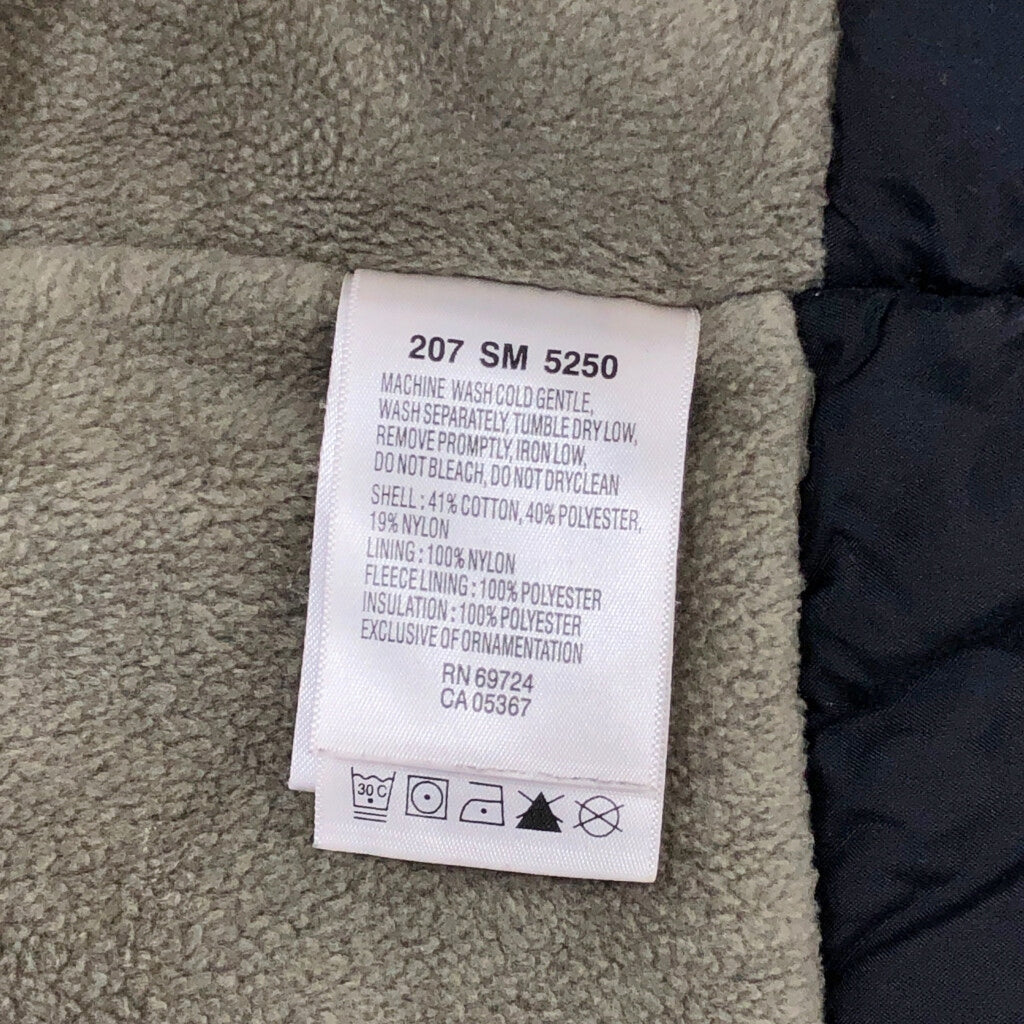 207 SM 5250
MACHINE WASH COLD GENTLE,
WASH SEPARATELY, TUMBLE DRY LOW,
REMOVE PROMPTLY, IRON LOW,
DO NOT BLEACH, DO NOT DRYCLEAN
SHELL : 41% COTTON, 40% POLYESTER,
19% NYLON
LINING : 100% NYLON
FLEECE LINING : 100% POLYESTER
INSULATION : 100% POLYESTER
EXCLUSIVE OF ORNAMENTATION
RN 69724
CA 05367
30 C